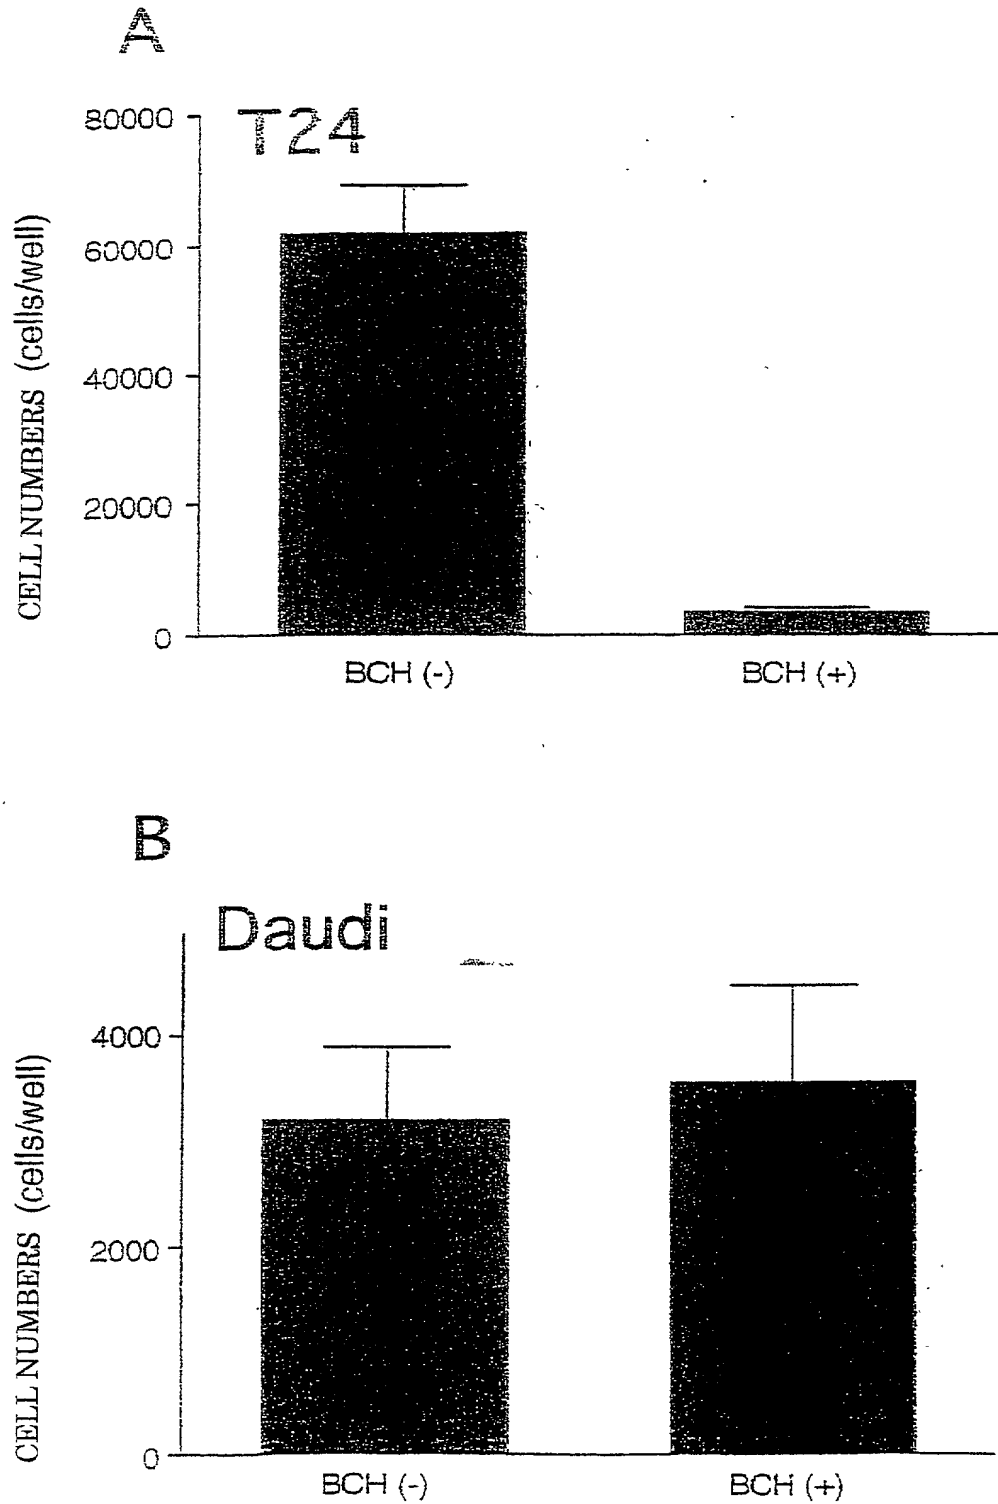 A
T24
80000
60000
40000
20000
0
CELL NUMBERS (cells/well)
BCH (-)
BCH (+)
B
Daudi
4000
2000
0
CELL NUMBERS (cells/well)
BCH (-)
BCH (+)